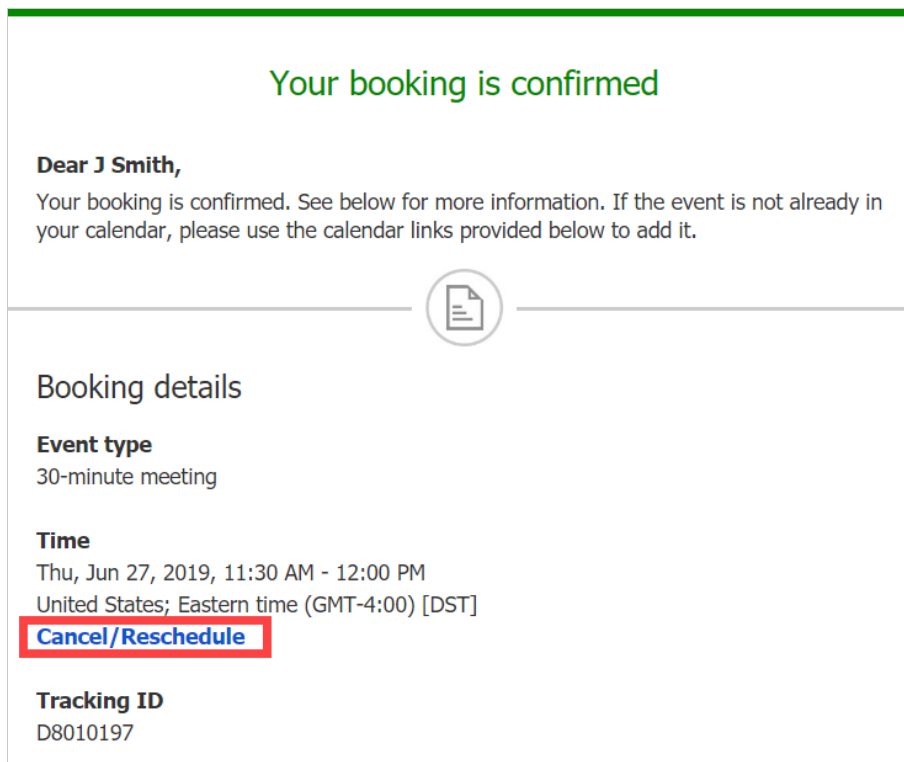 Your booking is confirmed
Dear J Smith,
Your booking is confirmed. See below for more information. If the event is not already in
your calendar, please use the calendar links provided below to add it.
Booking details
Event type
30-minute meeting
Time
Thu, Jun 27, 2019, 11:30 AM - 12:00 PM
United States; Eastern time (GMT-4:00) [DST]
Cancel/Reschedule
Tracking ID
D8010197